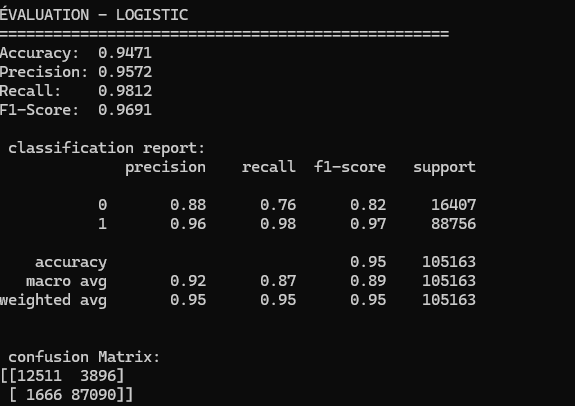 ÉVALUATION - LOGISTIC
==================================================
Accuracy:  0.9471
Precision: 0.9572
Recall:    0.9812
F1-Score:  0.9691
classification report:
              precision    recall  f1-score   support
           0       0.88      0.76      0.82     16407
           1       0.96      0.98      0.97     88756
    accuracy                           0.95    105163
   macro avg       0.92      0.87      0.89    105163
weighted avg       0.95      0.95      0.95    105163
confusion Matrix:
[[12511  3896]
 [ 1666 87090]]